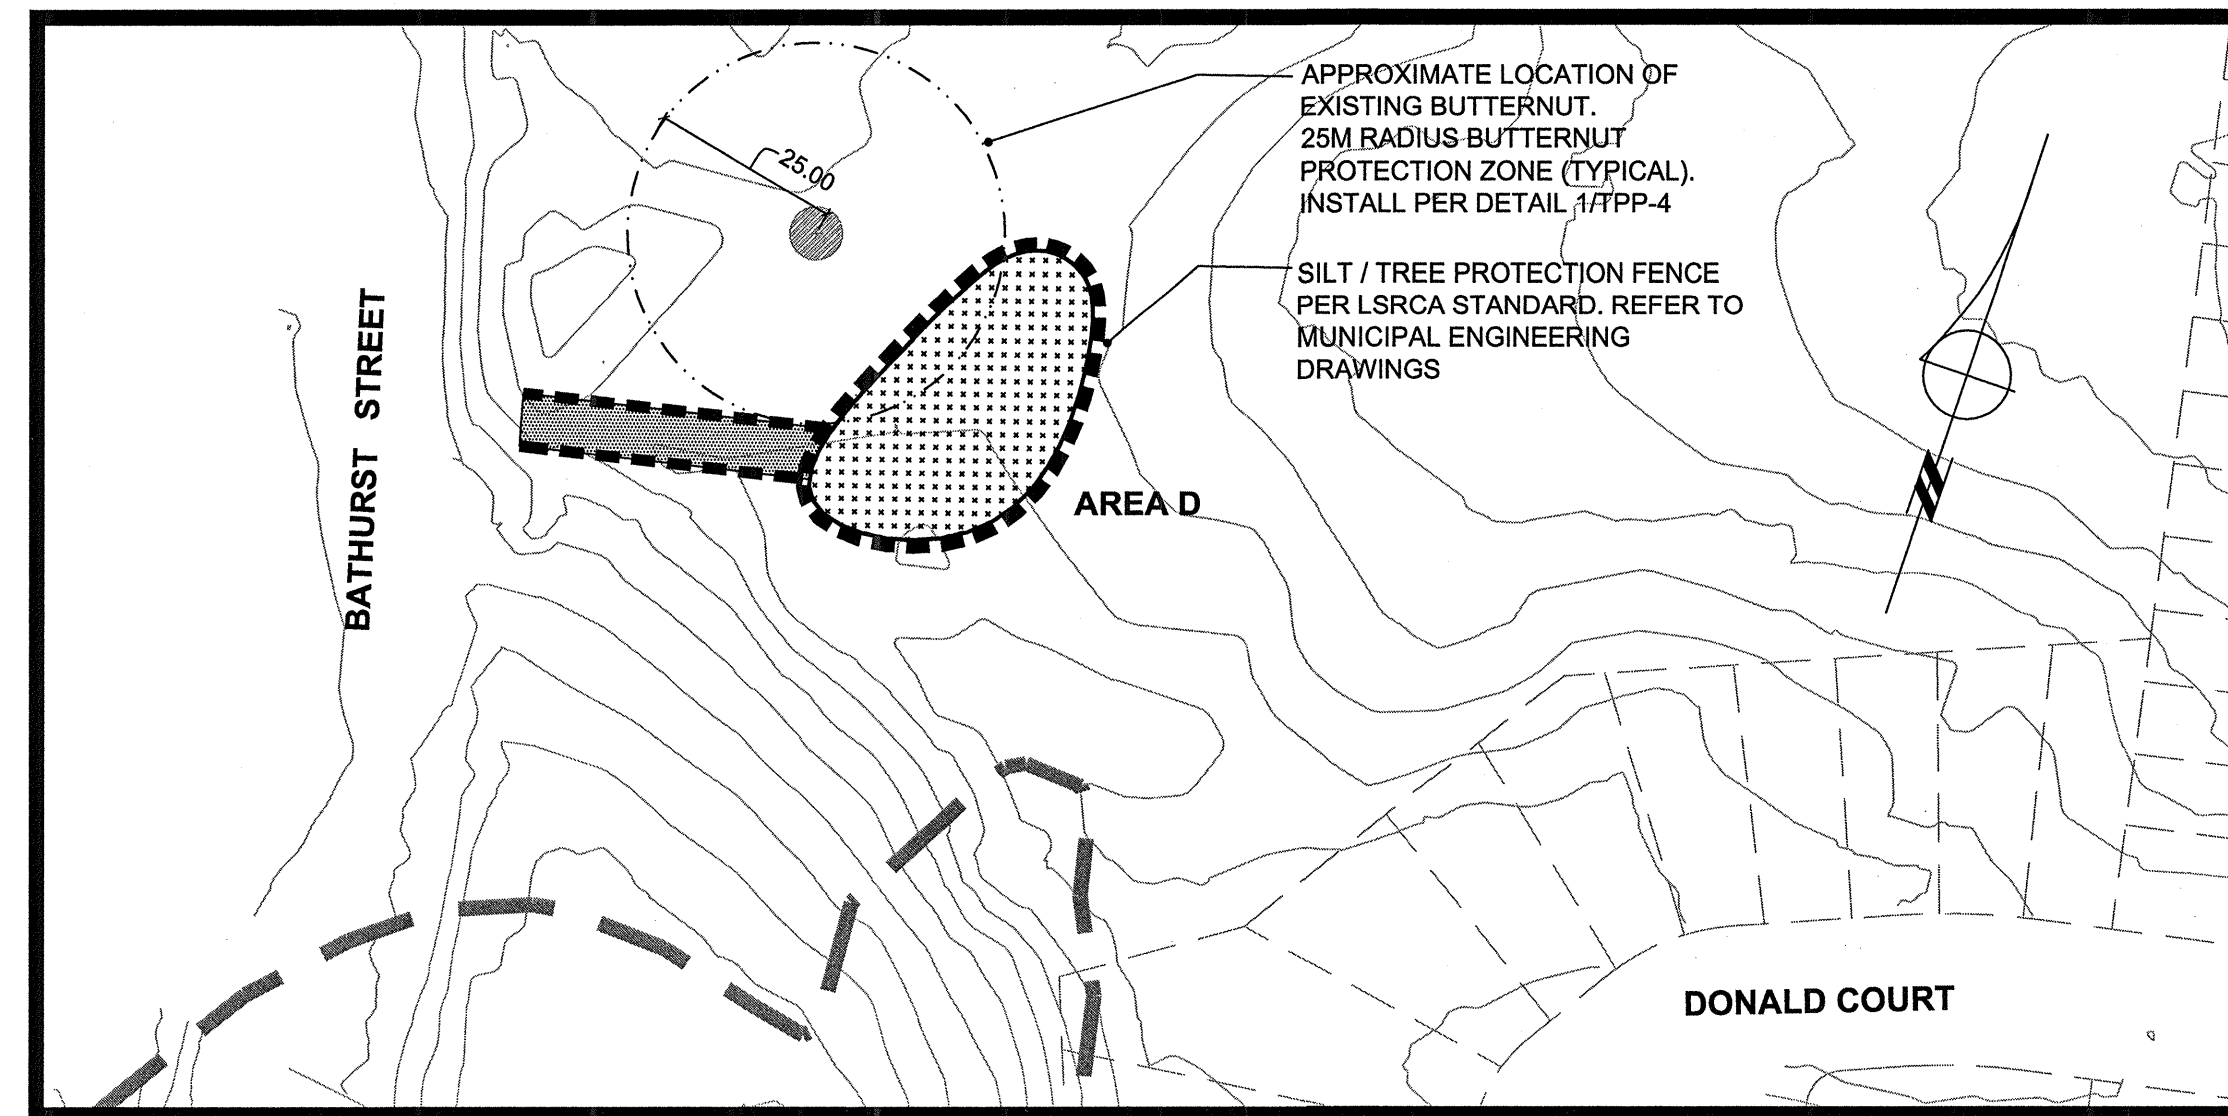 APPROXIMATE LOCATION OF
EXISTING BUTTERNUT.
25M RADIUS BUTTERNUT
PROTECTION ZONE (TYPICAL).
INSTALL PER DETAIL 1/TPP-4
25.00
SILT / TREE PROTECTION FENCE
PER LSRCA STANDARD. REFER TO
MUNICIPAL ENGINEERING
DRAWINGS
BATHURST STREET
AREA D
DONALD COURT